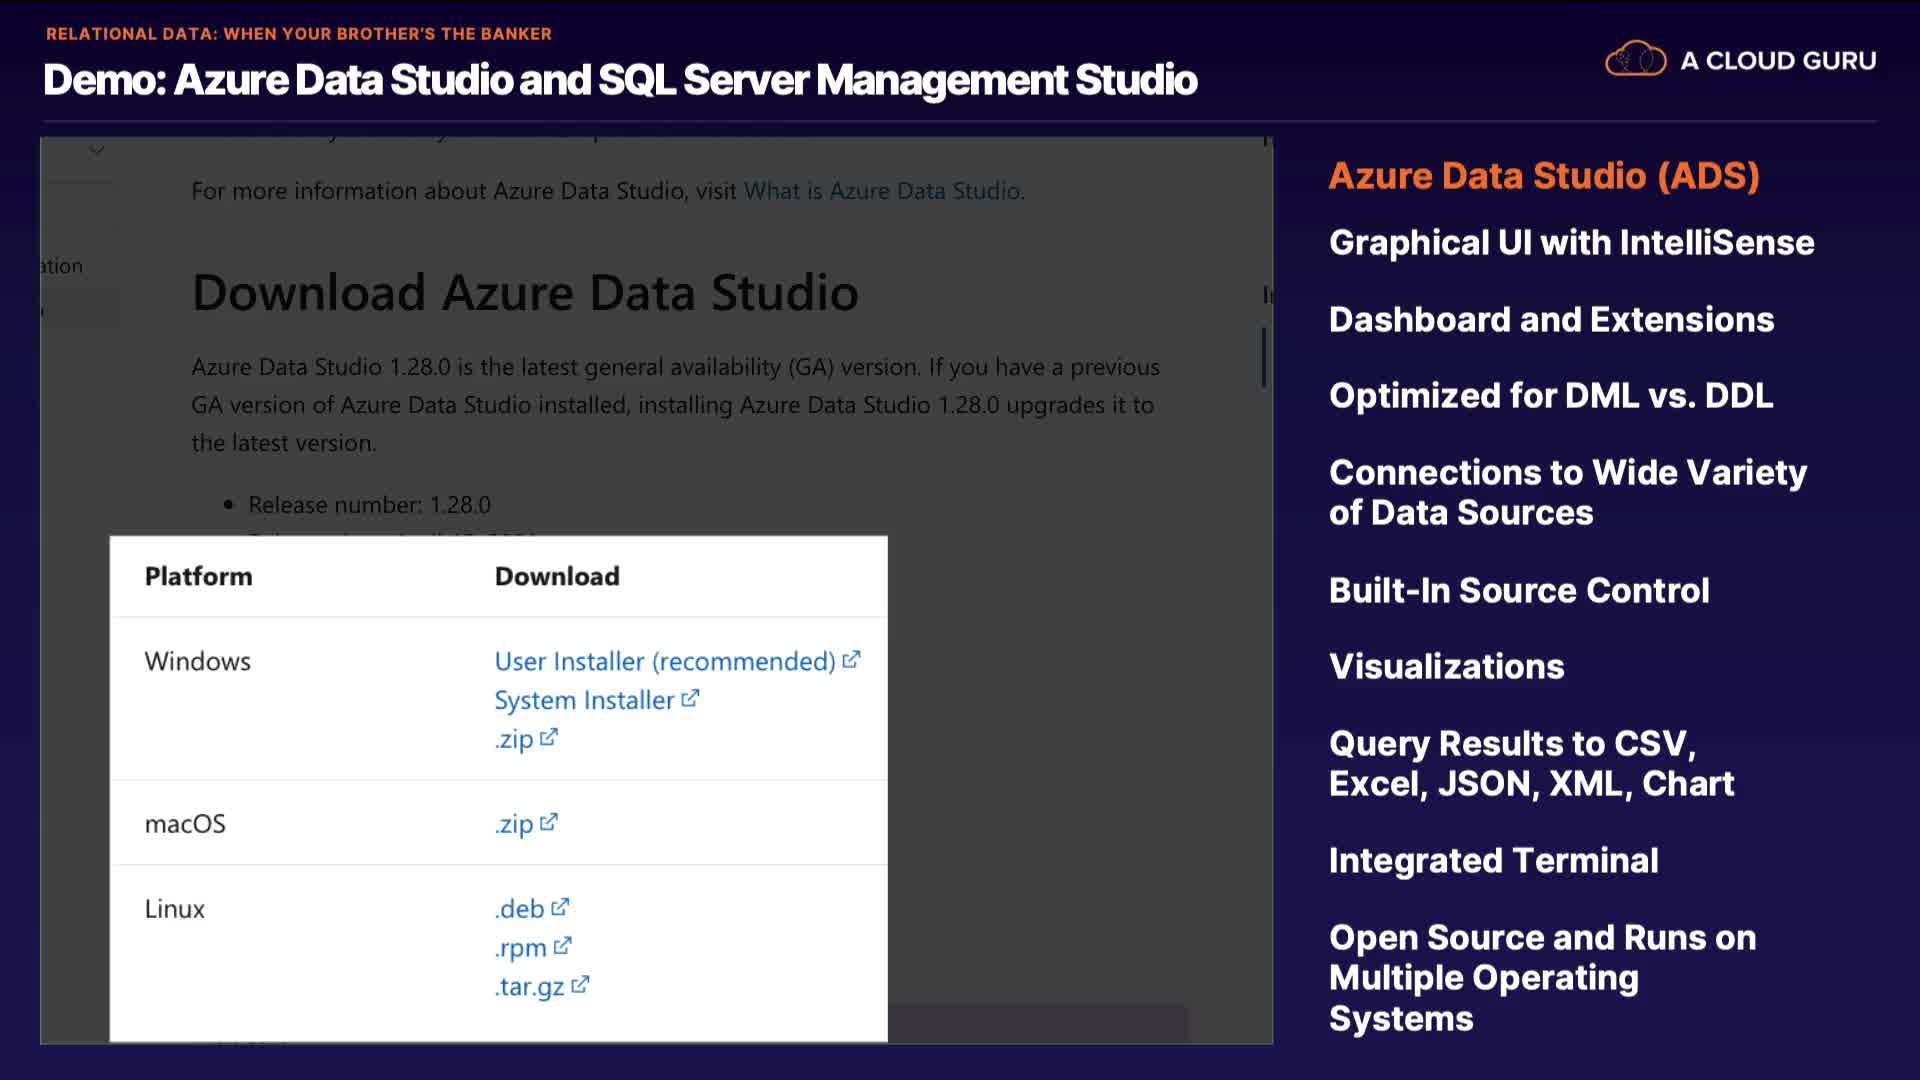 RELATIONAL DATA: WHEN YOUR BROTHER'S THE BANKER
Demo: Azure Data Studio and SQL Server Management Studio
A CLOUD GURU
For more information about Azure Data Studio, visit What is Azure Data Studio.
ation
Download Azure Data Studio
Azure Data Studio 1.28.0 is the latest general availability (GA) version. If you have a previous
GA version of Azure Data Studio installed, installing Azure Data Studio 1.28.0 upgrades it to
the latest version.
• Release number: 1.28.0
Platform Download
Windows User Installer (recommended)
System Installer
.zip
macOS .zip
Linux .deb
.rpm
.tar.gz
Azure Data Studio (ADS)
Graphical UI with IntelliSense
Dashboard and Extensions
Optimized for DML vs. DDL
Connections to Wide Variety
of Data Sources
Built-In Source Control
Visualizations
Query Results to CSV,
Excel, JSON, XML, Chart
Integrated Terminal
Open Source and Runs on
Multiple Operating
Systems